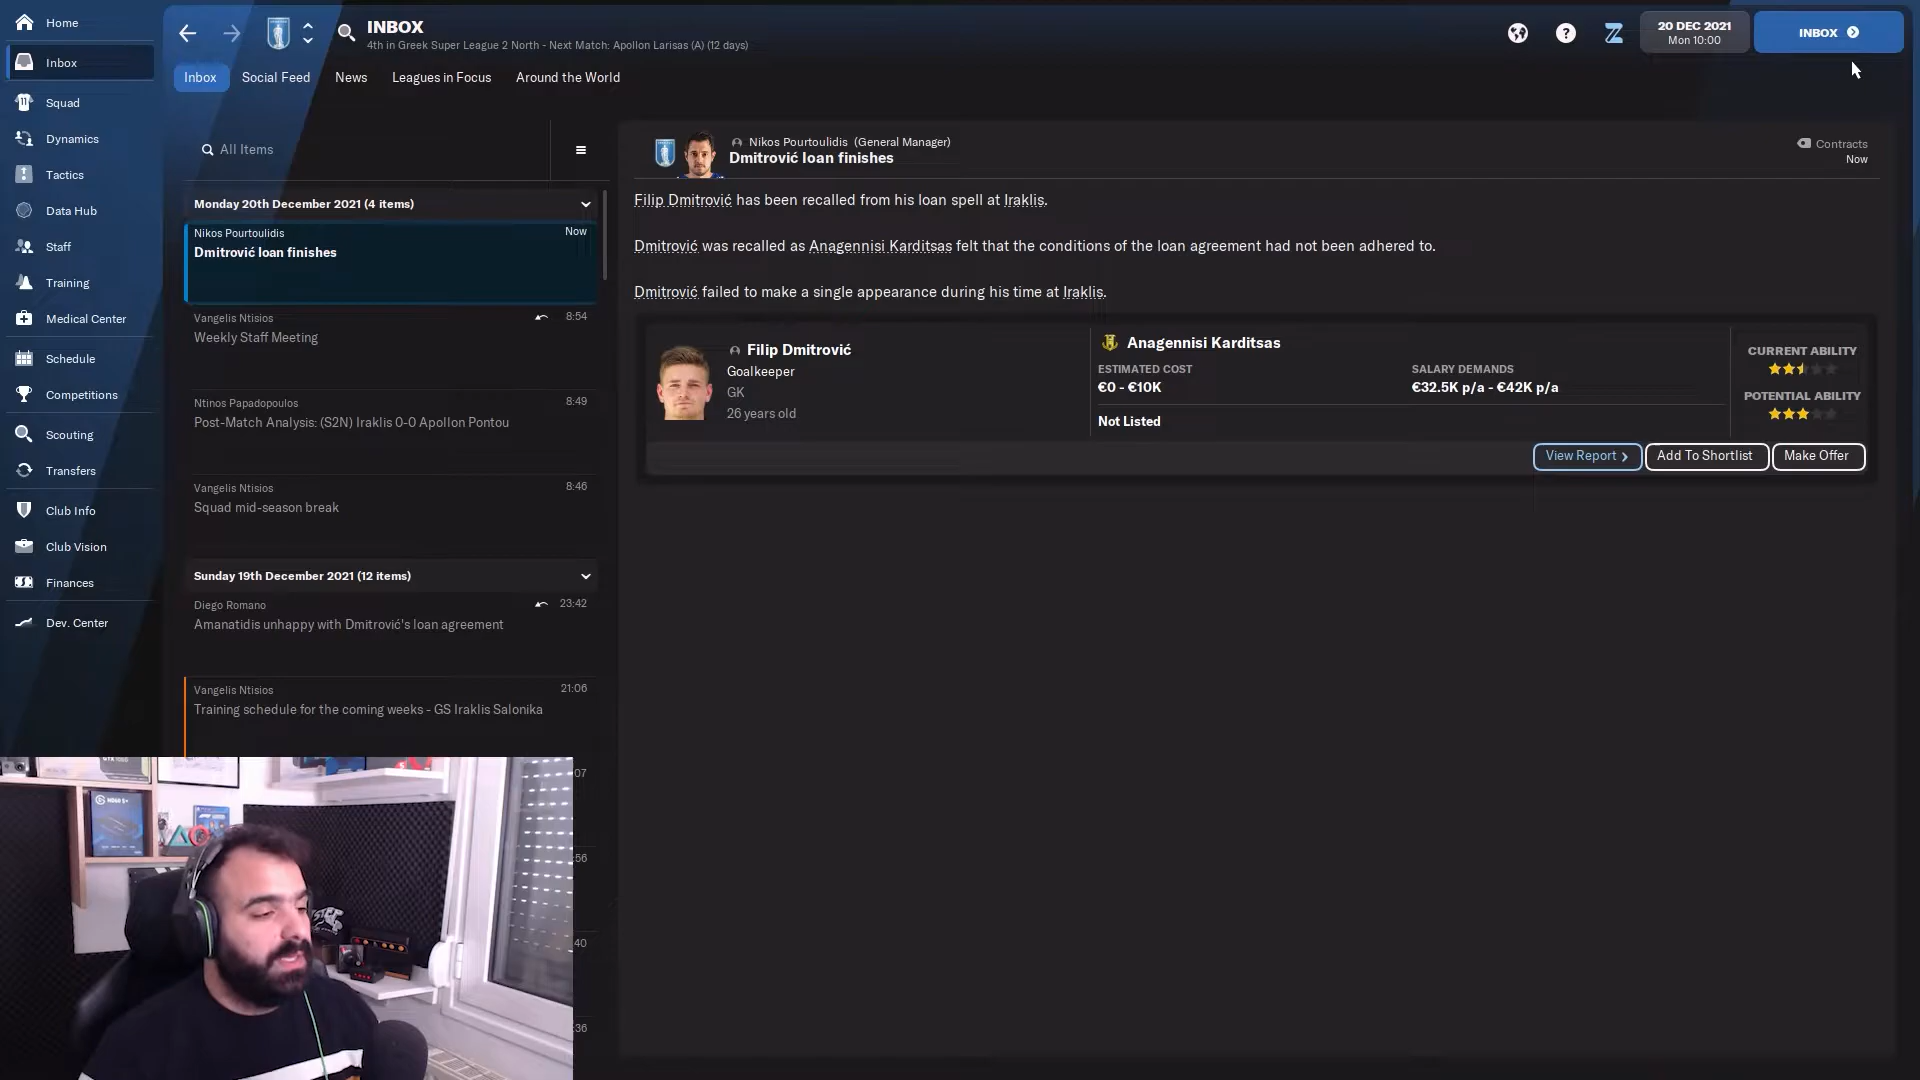 Home
Inbox
Squad
Dynamics
Tactics
Data Hub
Staff
Training
Medical Center
Schedule
Competitions
Scouting
Transfers
Club Info
Club Vision
Finances
Dev. Center
INBOX
4th in Greek Super League 2 North - Next Match: Apollon Larisas (A) (12 days)
20 DEC 2021
Mon 10:00
INBOX
Inbox
Social Feed
News
Leagues in Focus
Around the World
All Items
Monday 20th December 2021 (4 items)
Nikos Pourtoulidis
Now
Dmitrović loan finishes
Vangelis Ntisios
8:54
Weekly Staff Meeting
Ntinos Papadopoulos
8:49
Post-Match Analysis: (S2N) Iraklis 0-0 Apollon Pontou
Vangelis Ntisios
8:46
Squad mid-season break
Sunday 19th December 2021 (12 items)
Diego Romano
23:42
Amanatidis unhappy with Dmitrović's loan agreement
Vangelis Ntisios
21:06
Training schedule for the coming weeks - GS Iraklis Salonika
07
:56
40
:36
Nikos Pourtoulidis (General Manager)
Dmitrović loan finishes
Contracts
Now
Filip Dmitrović has been recalled from his loan spell at Iraklis.
Dmitrović was recalled as Anagennisi Karditsas felt that the conditions of the loan agreement had not been adhered to.
Dmitrović failed to make a single appearance during his time at Iraklis.
Filip Dmitrović
Goalkeeper
GK
26 years old
Anagennisi Karditsas
ESTIMATED COST
€0 - €10K
SALARY DEMANDS
€32.5K p/a - €42K p/a
Not Listed
CURRENT ABILITY
POTENTIAL ABILITY
View Report
Add To Shortlist
Make Offer